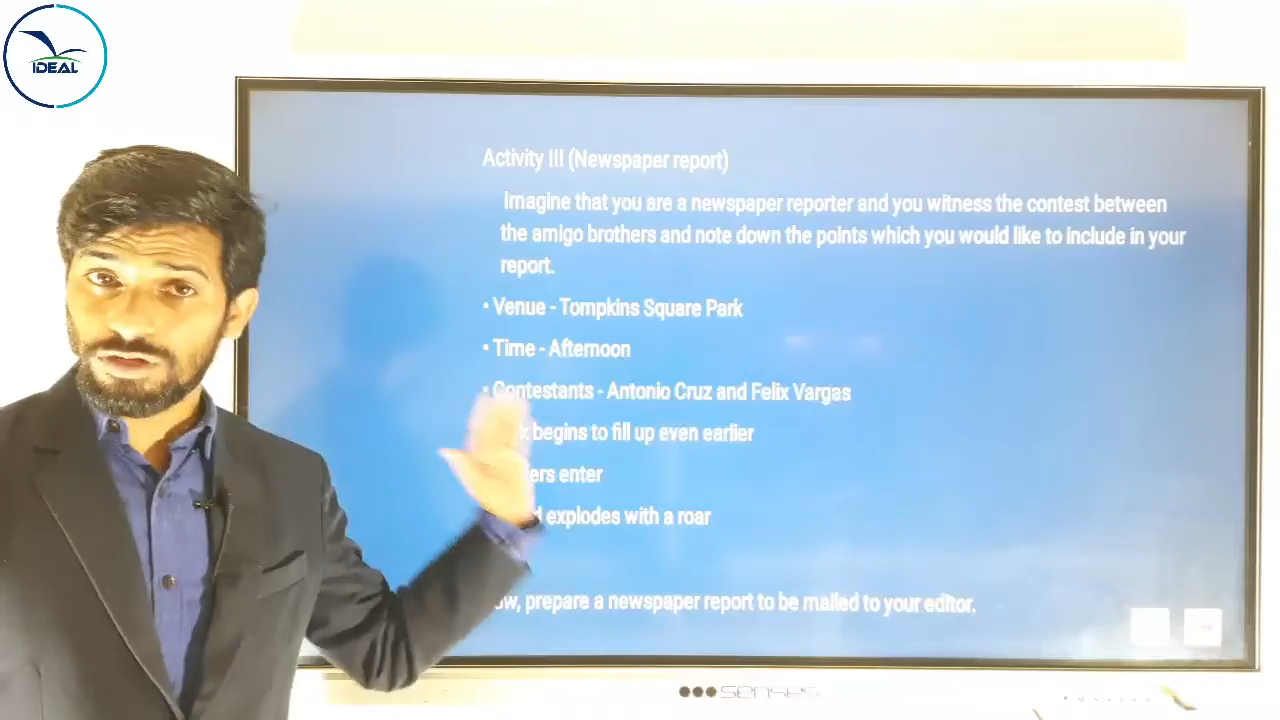 IDEAL
Activity III (Newspaper report)
Imagine that you are a newspaper reporter and you witness the contest between
the amigo brothers and note down the points which you would like to include in your
report.
• Venue - Tompkins Square Park
• Time - Afternoon
• Contestants - Antonio Cruz and Felix Vargas
begins to fill up even earlier
enter
explodes with a roar
prepare a newspaper report to be mailed to your editor.